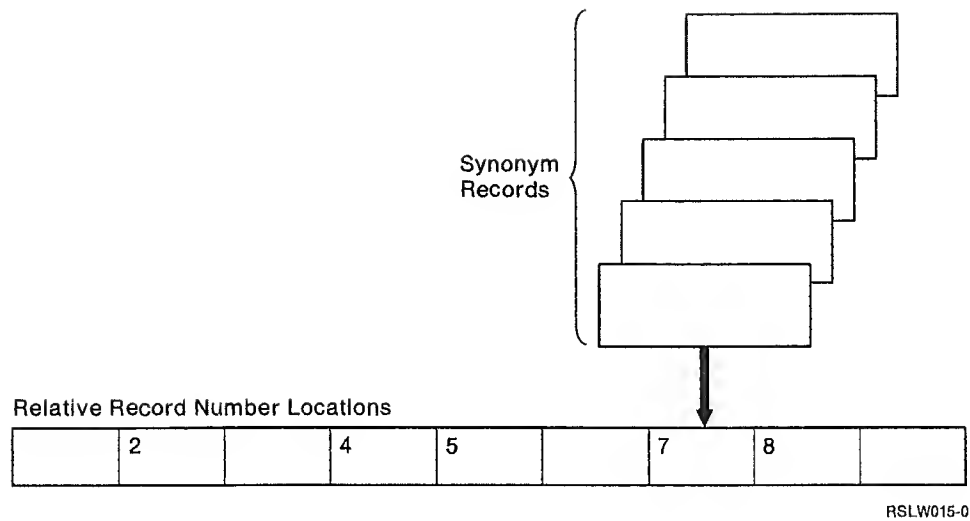 Synonym
Records
Relative Record Number Locations
2 4 5 7 8
RSLW015-0